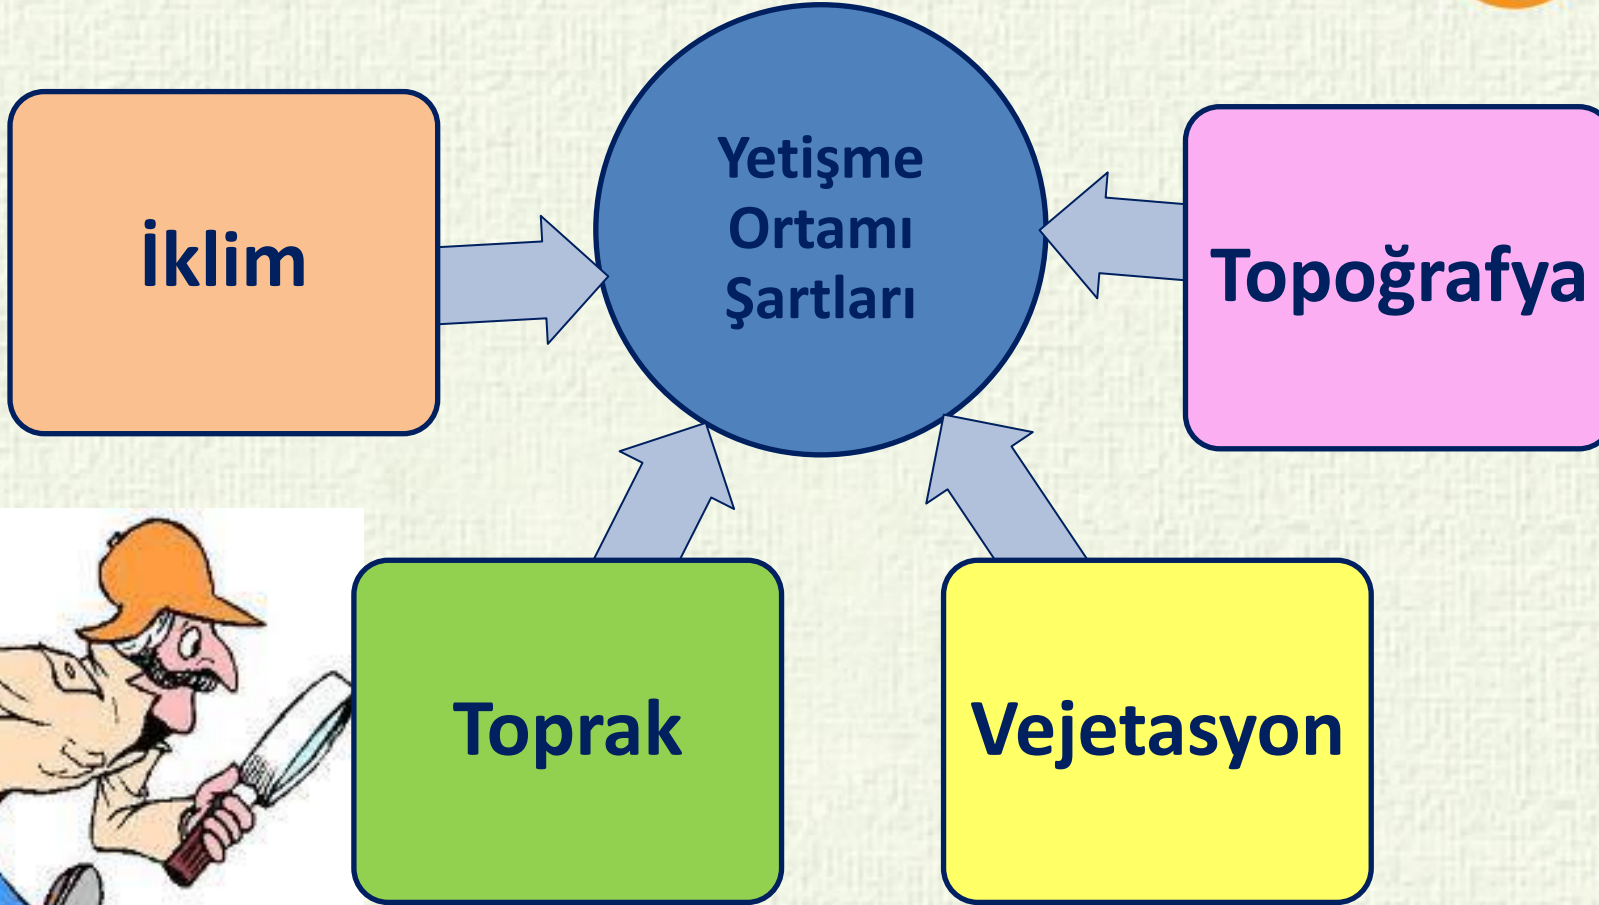 Yetişme
Ortamı
Şartları
İklim
Topoğrafya
Toprak
Vejetasyon